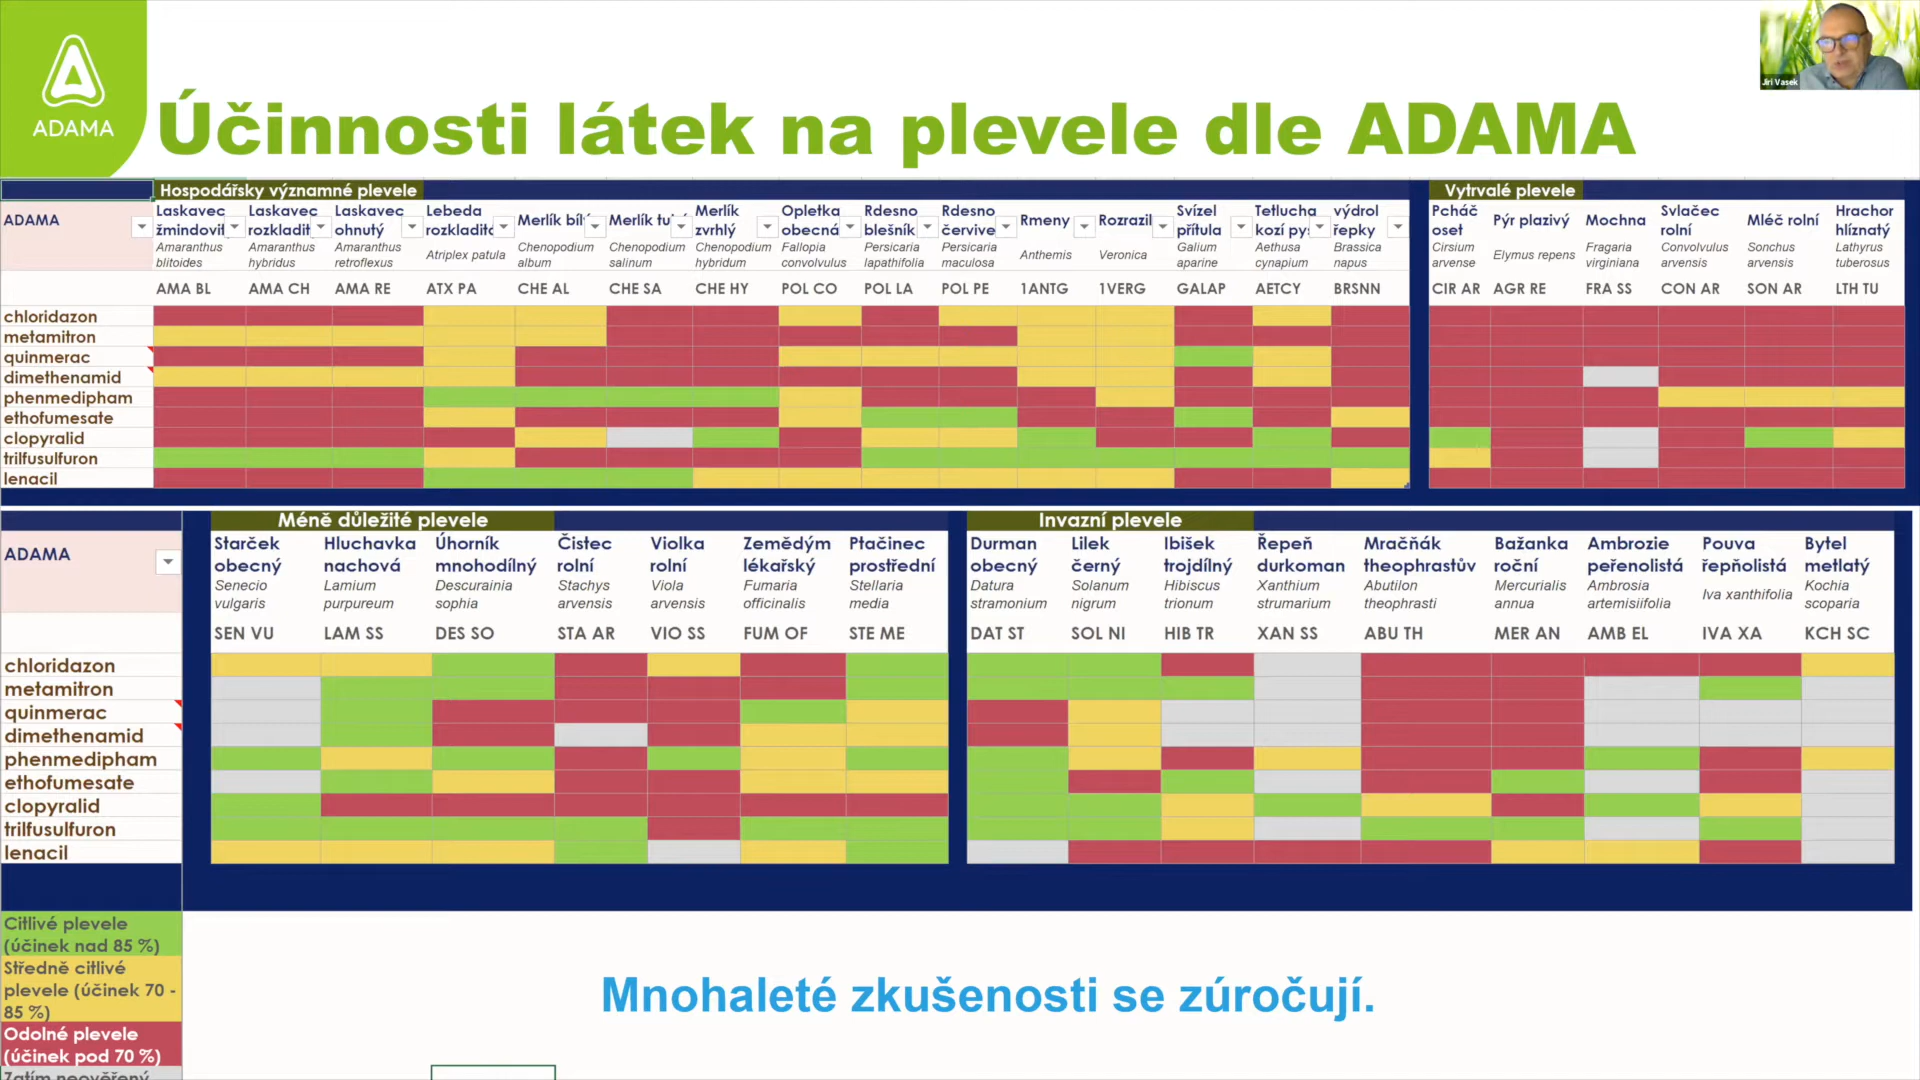 ADAMA
Jiri Vasek
Účinnosti látek na plevele dle ADAMA
Hospodářsky významné plevele
Vytrvalé plevele
ADAMA
Laskavec
Laskavec rozkladit
Laskavec ohnutý
Lebeda
Merlík
Merlík
Merlík zvrhlý
Opletka obecná
Rdesno blešník
Rdesno červive
Rmeny
Rozrazil
Svízel přítula
Tetlucha kozí
výdrol řepky
Pcháč oset
Pýr plazivý
Mochna
Svlačec rolní
Mléč rolní
Hrachor hlíznatý
Amaranthus blitoides
Amaranthus hybridus
Amaranthus retroflexus
Atriplex patula
Chenopodium album
Chenopodium salinum
Chenopodium hybridum
Fallopia convolvulus
Persicaria lapathifolia
Persicaria maculosa
Anthemis
Veronica
Galium aparine
Aethusa cynapium
Brassica napus
Cirsium arvense
Elymus repens
Fragaria virginiana
Convolvulus arvensis
Sonchus arvensis
Lathyrus tuberosus
AMA BL AMA CH AMA RE ATX PA CHE AL CHE SA CHE HY POL CO POL LA POL PE 1ANTG 1VERG GALAP AETCY BRSNN CIR AR AGR RE FRA SS CON AR SON AR LTH TU
chloridazon
metamitron
quinmerac
dimethenamid
phenmedipham
ethofumesate
clopyralid
trilfusulfuron
lenacil
Méně důležité plevele
Invazní plevele
ADAMA
Starček obecný
Hluchavka nachová
Úhorník mnohodílný
Čistec rolní
Violka rolní
Zemědým lékařský
Ptačinec prostřední
Durman obecný
Lilek černý
Ibišek trojdílný
Řepeň durkoman
Mračňák theophrastův
Bažanka roční
Ambrozie peřenolistá
Pouva řepňolistá
Bytel metlatý
Senecio vulgaris
Lamium purpureum
Descurainia sophia
Stachys arvensis
Viola arvensis
Fumaria officinalis
Stellaria media
Datura stramonium
Solanum nigrum
Hibiscus trionum
Xanthium strumarium
Abutilon theophrasti
Mercurialis annua
Ambrosia artemisiifolia
Iva xanthifolia
Kochia scoparia
SEN VU LAM SS DES SO STA AR VIO SS FUM OF STE ME DAT ST SOL NI HIB TR XAN SS ABU TH MER AN AMB EL IVA XA KCH SC
chloridazon
metamitron
quinmerac
dimethenamid
phenmedipham
ethofumesate
clopyralid
trilfusulfuron
lenacil
Citlivé plevele
(účinek nad 85 %)
Středně citlivé
plevele (účinek 70 -
85 %)
Odolné plevele
(účinek pod 70 %)
Zatím neověřený
Mnohaleté zkušenosti se zúročují.